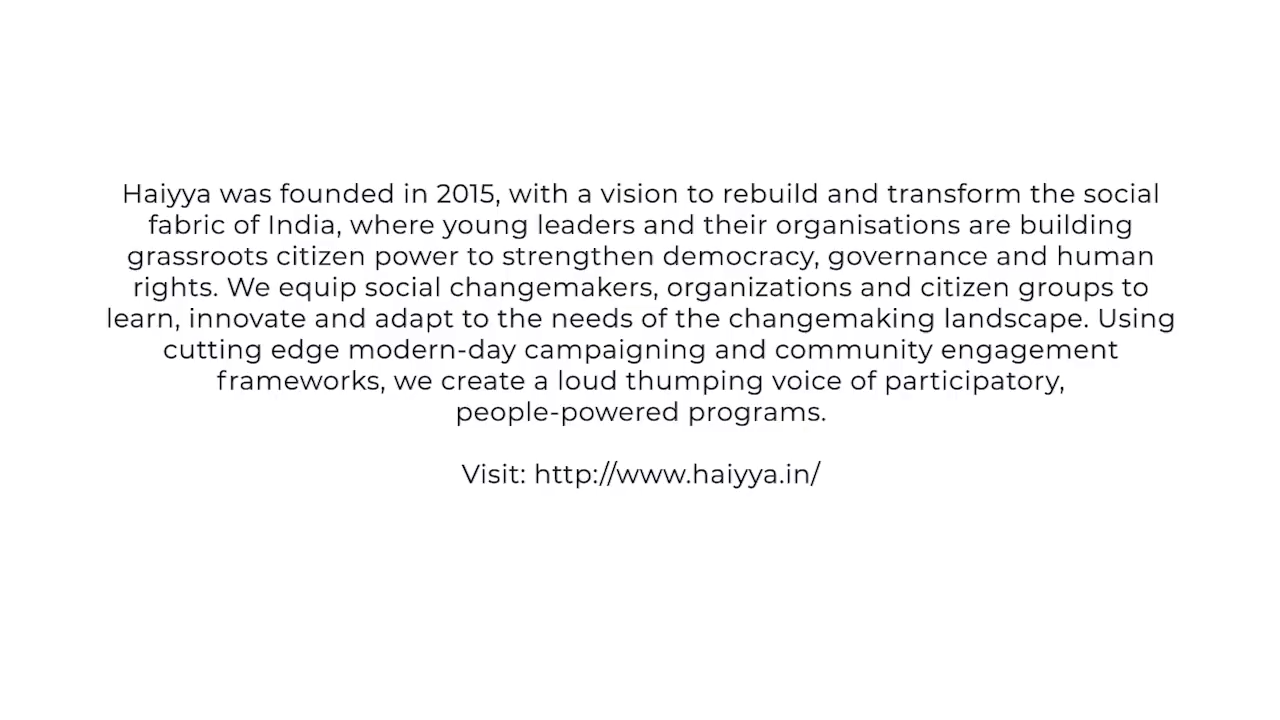 Haiyya was founded in 2015, with a vision to rebuild and transform the social
fabric of India, where young leaders and their organisations are building
grassroots citizen power to strengthen democracy, governance and human
rights. We equip social changemakers, organizations and citizen groups to
learn, innovate and adapt to the needs of the changemaking landscape. Using
cutting edge modern-day campaigning and community engagement
frameworks, we create a loud thumping voice of participatory,
people-powered programs.
Visit: http://www.haiyya.in/